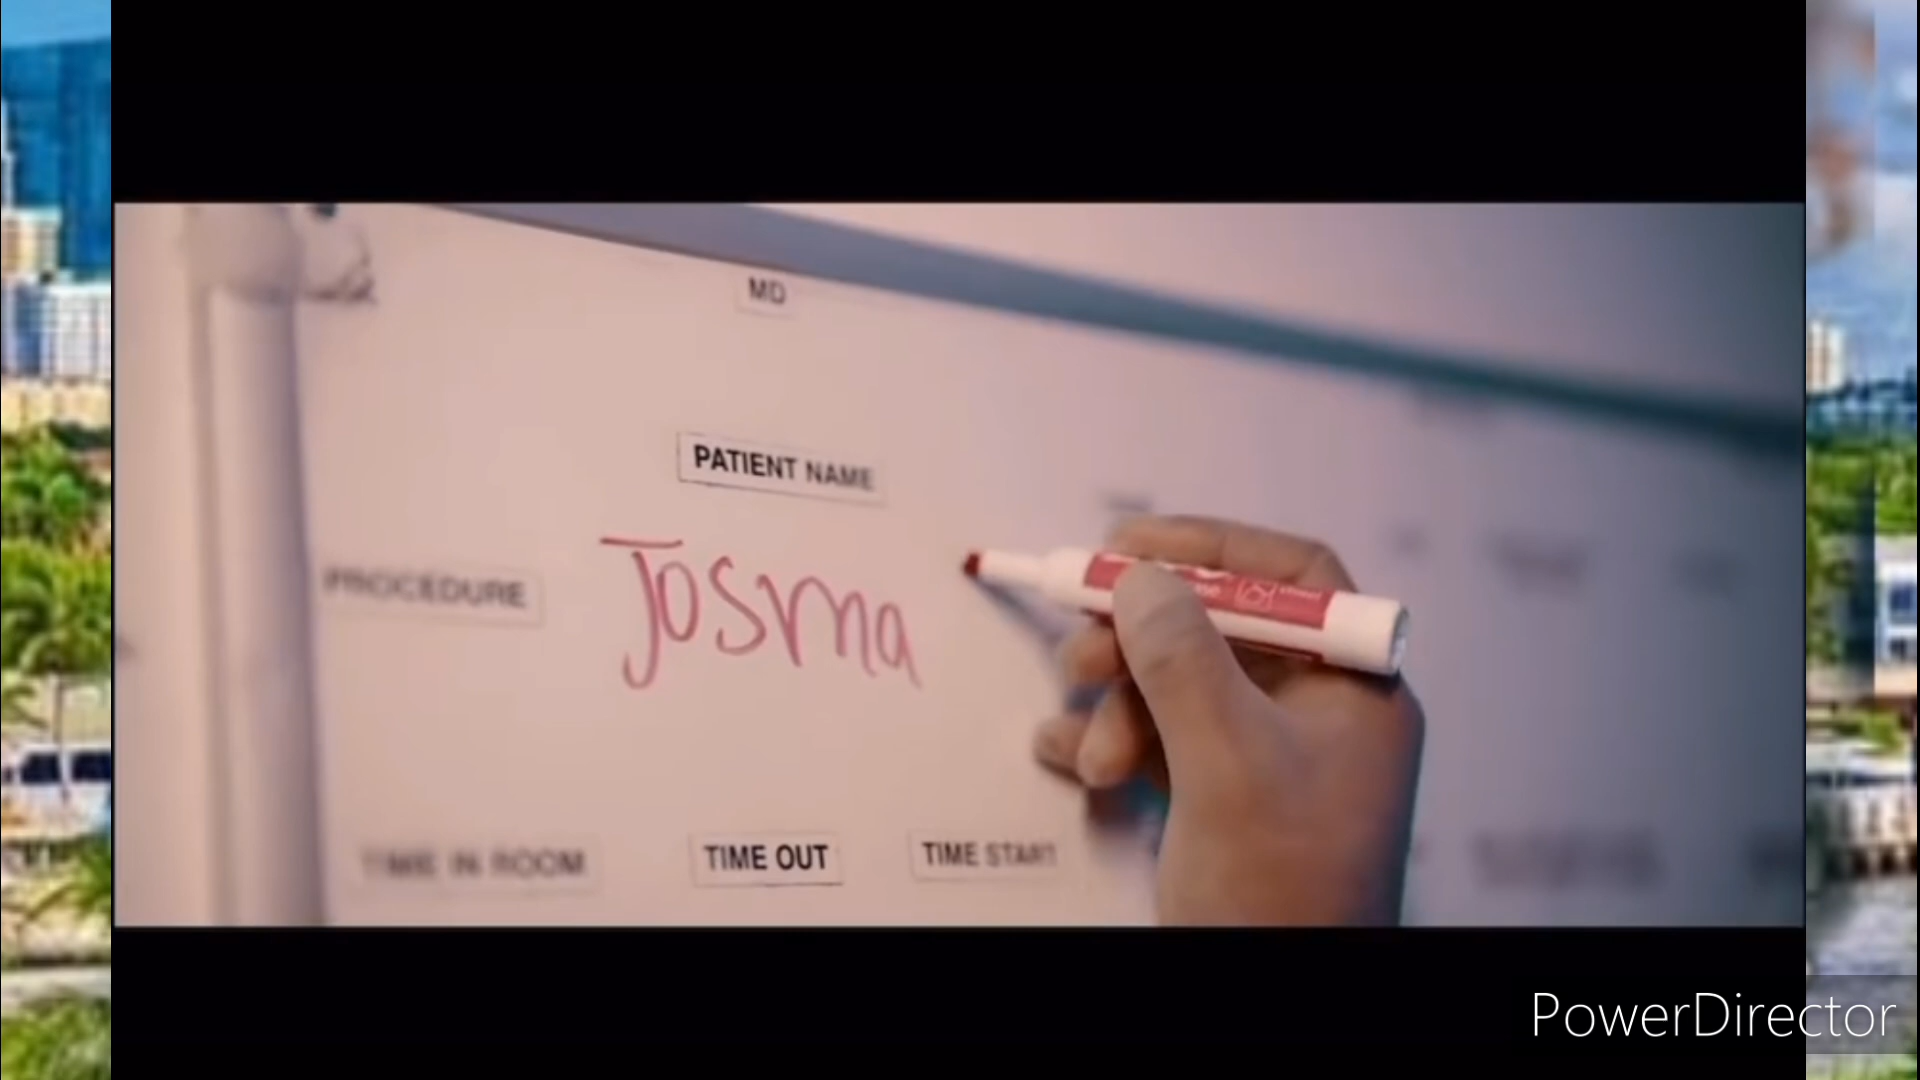 MD
PATIENT NAME
Josma
PROCEDURE
TIME IN ROOM
TIME OUT
TIME START
PowerDirector